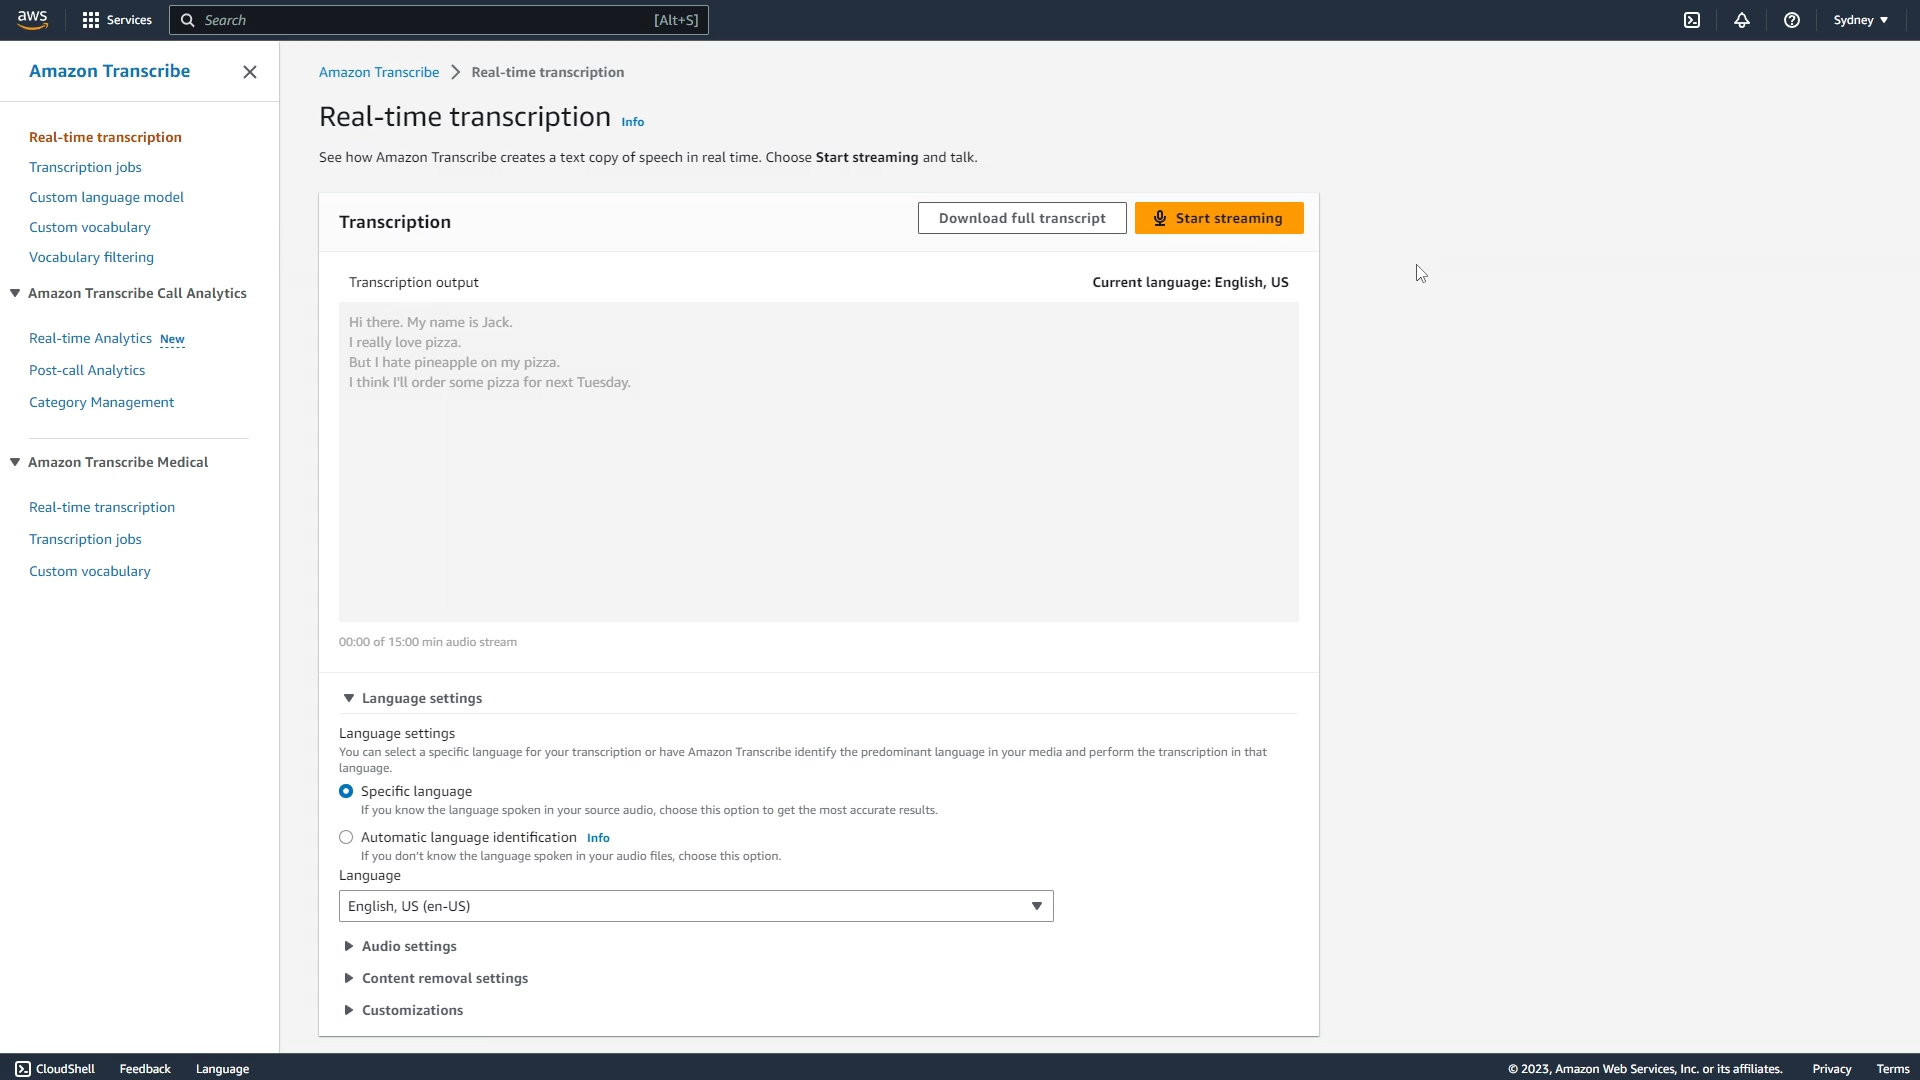 aws
Services
Search
[Alt+S]
Sydney
Amazon Transcribe
Real-time transcription
Transcription jobs
Custom language model
Custom vocabulary
Vocabulary filtering
Amazon Transcribe Call Analytics
Real-time Analytics New
Post-call Analytics
Category Management
Amazon Transcribe Medical
Real-time transcription
Transcription jobs
Custom vocabulary
Amazon Transcribe > Real-time transcription
Real-time transcription Info
See how Amazon Transcribe creates a text copy of speech in real time. Choose Start streaming and talk.
Transcription
Download full transcript
Start streaming
Transcription output
Current language: English, US
Hi there. My name is Jack.
I really love pizza.
But I hate pineapple on my pizza.
I think I'll order some pizza for next Tuesday.
00:00 of 15:00 min audio stream
Language settings
Language settings
You can select a specific language for your transcription or have Amazon Transcribe identify the predominant language in your media and perform the transcription in that
language.
Specific language
If you know the language spoken in your source audio, choose this option to get the most accurate results.
Automatic language identification Info
If you don't know the language spoken in your audio files, choose this option.
Language
English, US (en-US)
Audio settings
Content removal settings
Customizations
CloudShell
Feedback
Language
© 2023, Amazon Web Services, Inc. or its affiliates.
Privacy
Terms